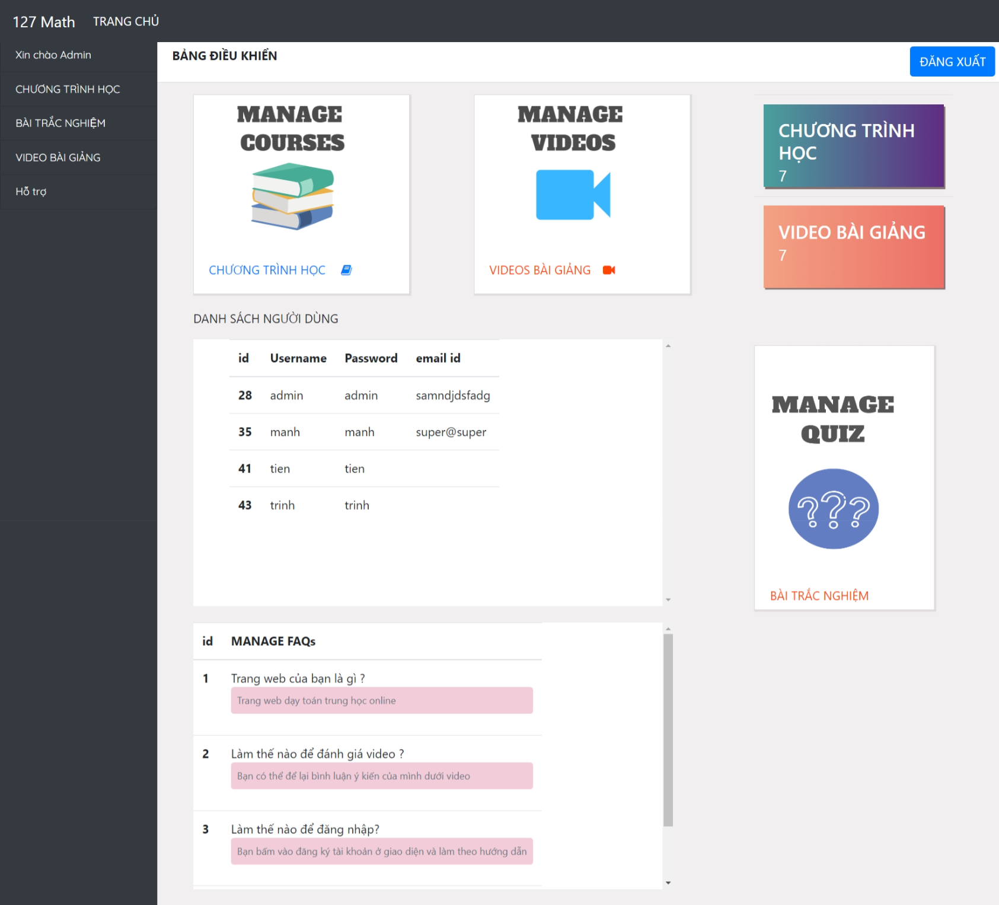 127 Math TRANG CHỦ
Xin chào Admin
CHƯƠNG TRÌNH HỌC
BÀI TRẮC NGHIỆM
VIDEO BÀI GIẢNG
Hỗ trợ
BẢNG ĐIỀU KHIỂN
ĐĂNG XUẤT
MANAGE
COURSES
CHƯƠNG TRÌNH HỌC
MANAGE
VIDEOS
VIDEOS BÀI GIẢNG
CHƯƠNG TRÌNH
HỌC
7
VIDEO BÀI GIẢNG
7
DANH SÁCH NGƯỜI DÙNG
id Username Password email id
28 admin admin samndjdsfadg
35 manh manh super@super
41 tien tien
43 trinh trinh
MANAGE
QUIZ
???
BÀI TRẮC NGHIỆM
id MANAGE FAQs
1 Trang web của bạn là gì ?
Trang web dạy toán trung học online
2 Làm thế nào để đánh giá video ?
Bạn có thể để lại bình luận ý kiến của mình dưới video
3 Làm thế nào để đăng nhập?
Bạn bấm vào đăng ký tài khoản ở giao diện và làm theo hướng dẫn